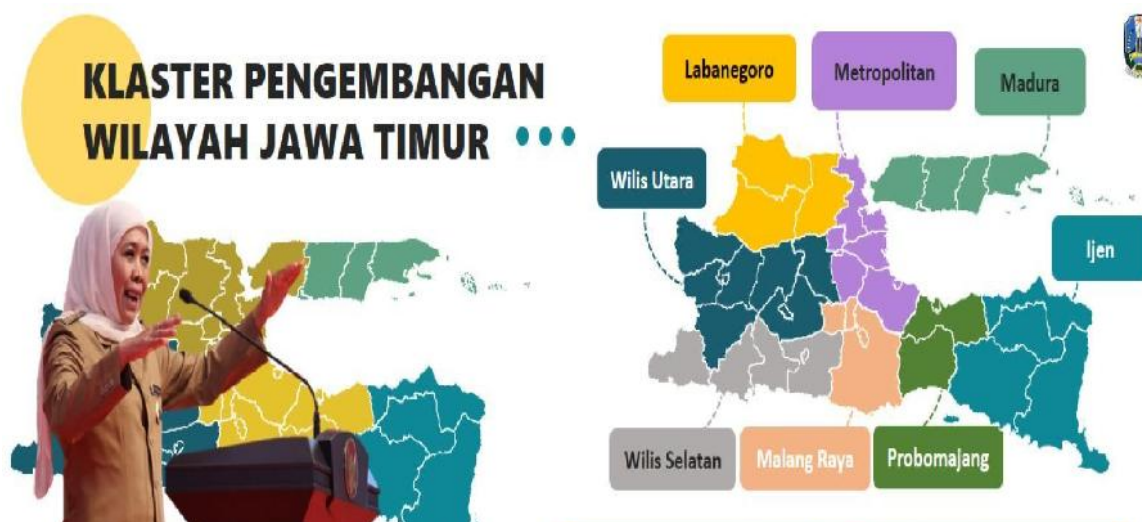 KLASTER PENGEMBANGAN
WILAYAH JAWA TIMUR
Labanegoro
Metropolitan
Madura
Wilis Utara
Ijen
Wilis Selatan
Malang Raya
Probomajang